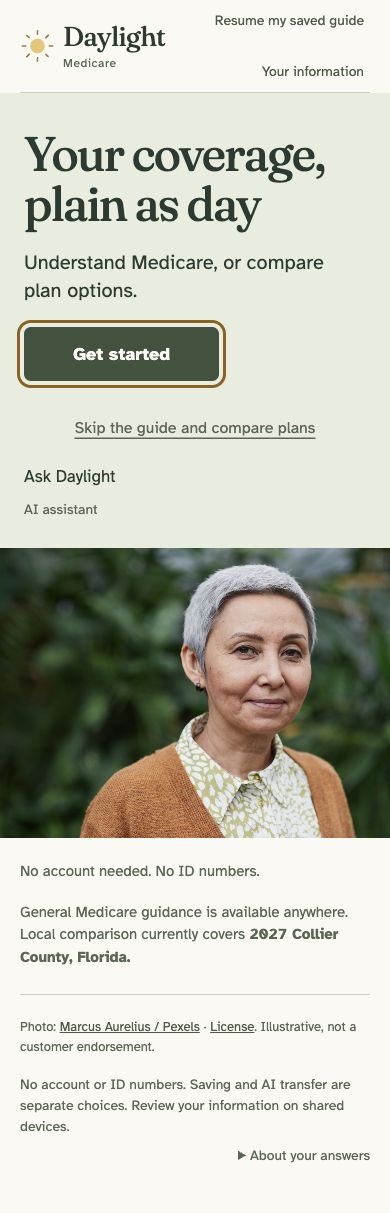 Daylight
Medicare
Resume my saved guide
Your information
Your coverage,
plain as day
Understand Medicare, or compare
plan options.
Get started
Skip the guide and compare plans
Ask Daylight
AI assistant
No account needed. No ID numbers.
General Medicare guidance is available anywhere.
Local comparison currently covers 2027 Collier
County, Florida.
Photo: Marcus Aurelius / Pexels · License. Illustrative, not a
customer endorsement.
No account or ID numbers. Saving and AI transfer are
separate choices. Review your information on shared
devices.
About your answers